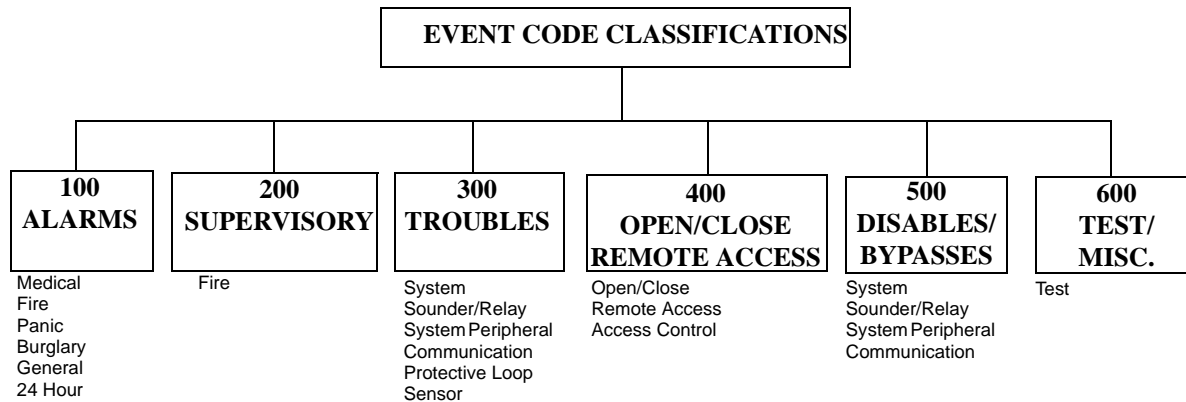 EVENT CODE CLASSIFICATIONS
100
ALARMS
Medical
Fire
Panic
Burglary
General
24 Hour
200
SUPERVISORY
Fire
300
TROUBLES
System
Sounder/Relay
System Peripheral
Communication
Protective Loop
Sensor
400
OPEN/CLOSE
REMOTE ACCESS
Open/Close
Remote Access
Access Control
500
DISABLES/
BYPASSES
System
Sounder/Relay
System Peripheral
Communication
600
TEST/
MISC.
Test